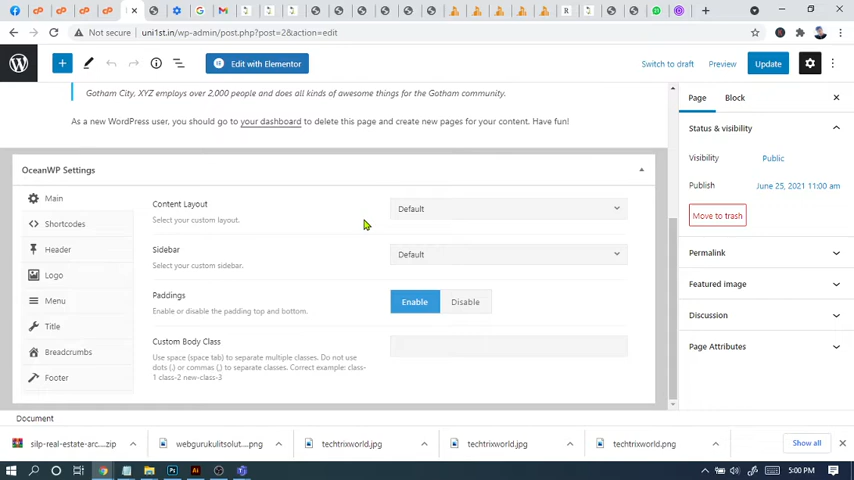 Not secure
uni1st.in/wp-admin/post.php?post=2&action=edit
Edit with Elementor
Switch to draft
Preview
Update
Gotham City, XYZ employs over 2,000 people and does all kinds of awesome things for the Gotham community.
As a new WordPress user, you should go to your dashboard to delete this page and create new pages for your content. Have fun!
Page
Block
Status & visibility
Visibility
Public
Publish
June 25, 2021 11:00 am
Move to trash
Permalink
Featured image
Discussion
Page Attributes
OceanWP Settings
Main
Shortcodes
Header
Logo
Menu
Title
Breadcrumbs
Footer
Content Layout
Select your custom layout.
Default
Sidebar
Select your custom sidebar.
Default
Paddings
Enable or disable the padding top and bottom.
Enable
Disable
Custom Body Class
Use space (space tab) to separate multiple classes. Do not use
dots (.) or commas (,) to separate classes. Correct example: class-
1 class-2 new-class-3
Document
silp-real-estate-arc....zip
webgurukulitsolut....png
techtrixworld.jpg
techtrixworld.jpg
techtrixworld.png
Show all
5:00 PM